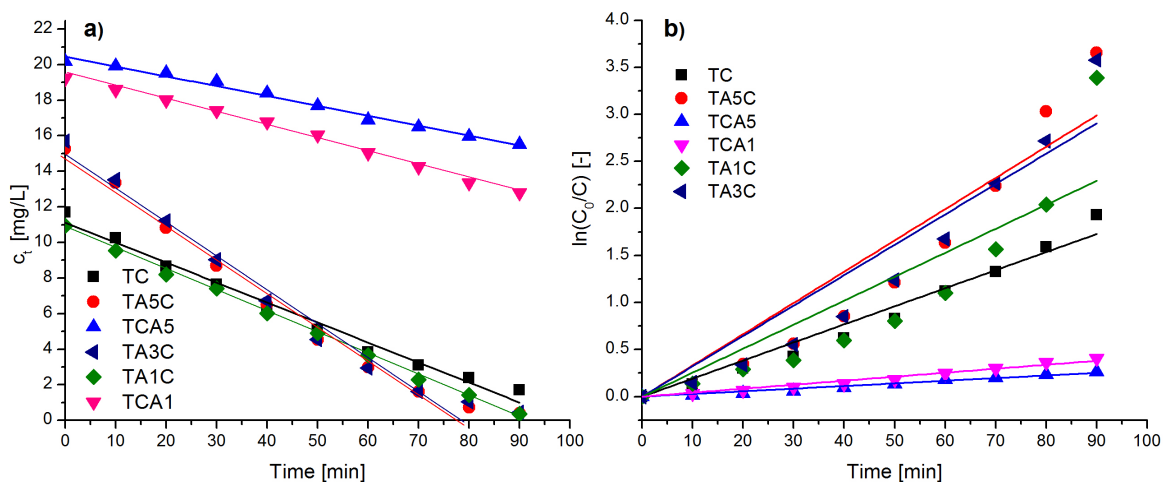 a)
22
20
18
16
14
12
10
8
6
4
2
0
cₜ [mg/L]
TC
TA5C
TCA5
TA3C
TA1C
TCA1
0 10 20 30 40 50 60 70 80 90 100
Time [min]
b)
4.0
3.5
3.0
2.5
2.0
1.5
1.0
0.5
0.0
ln(C₀/C) [-]
TC
TA5C
TCA5
TCA1
TA1C
TA3C
0 10 20 30 40 50 60 70 80 90 100
Time [min]